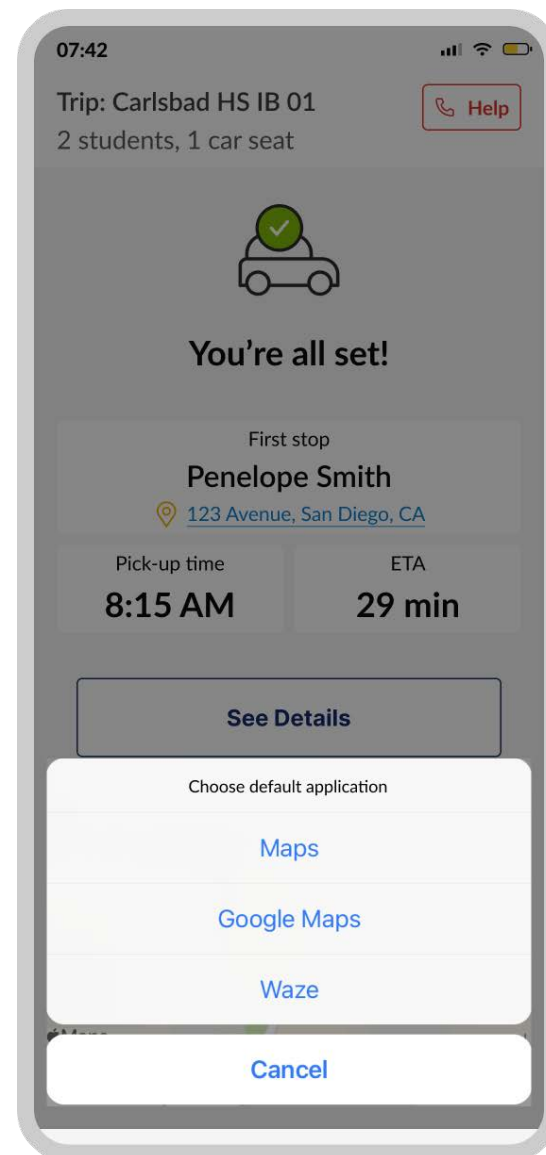 07:42
Trip: Carlsbad HS IB 01
Help
2 students, 1 car seat
You're all set!
First stop
Penelope Smith
123 Avenue, San Diego, CA
Pick-up time
ETA
8:15 AM
29 min
See Details
Choose default application
Maps
Google Maps
Waze
Cancel